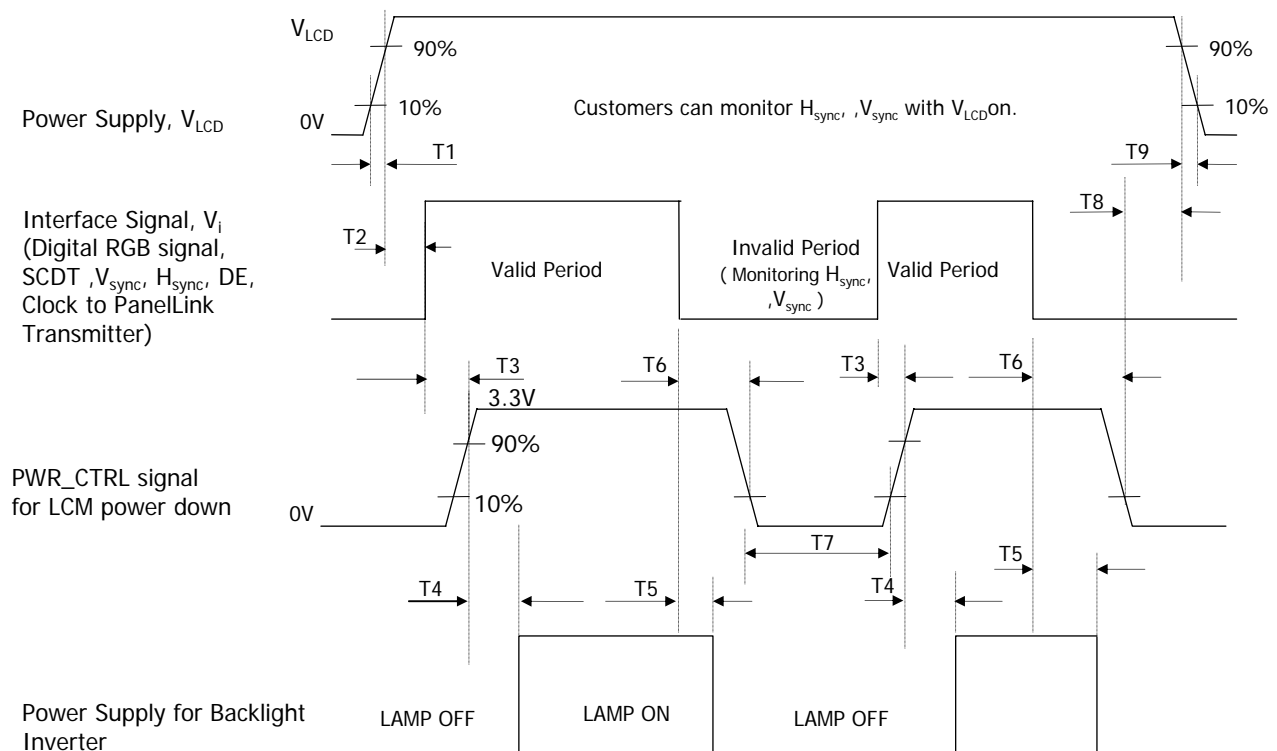 V_LCD
90%
90%
10%
10%
Power Supply, V_LCD
0V
Customers can monitor H_sync, ,V_sync with V_LCDon.
T1
T9
Interface Signal, V_i
(Digital RGB signal,
SCDT ,V_sync, H_sync, DE,
Clock to PanelLink
Transmitter)
T2
T8
Valid Period
Invalid Period
( Monitoring H_sync,
,V_sync )
Valid Period
T3
T6
T3
T6
3.3V
90%
10%
PWR_CTRL signal
for LCM power down
0V
T7
T4
T5
T4
T5
Power Supply for Backlight
Inverter
LAMP OFF
LAMP ON
LAMP OFF